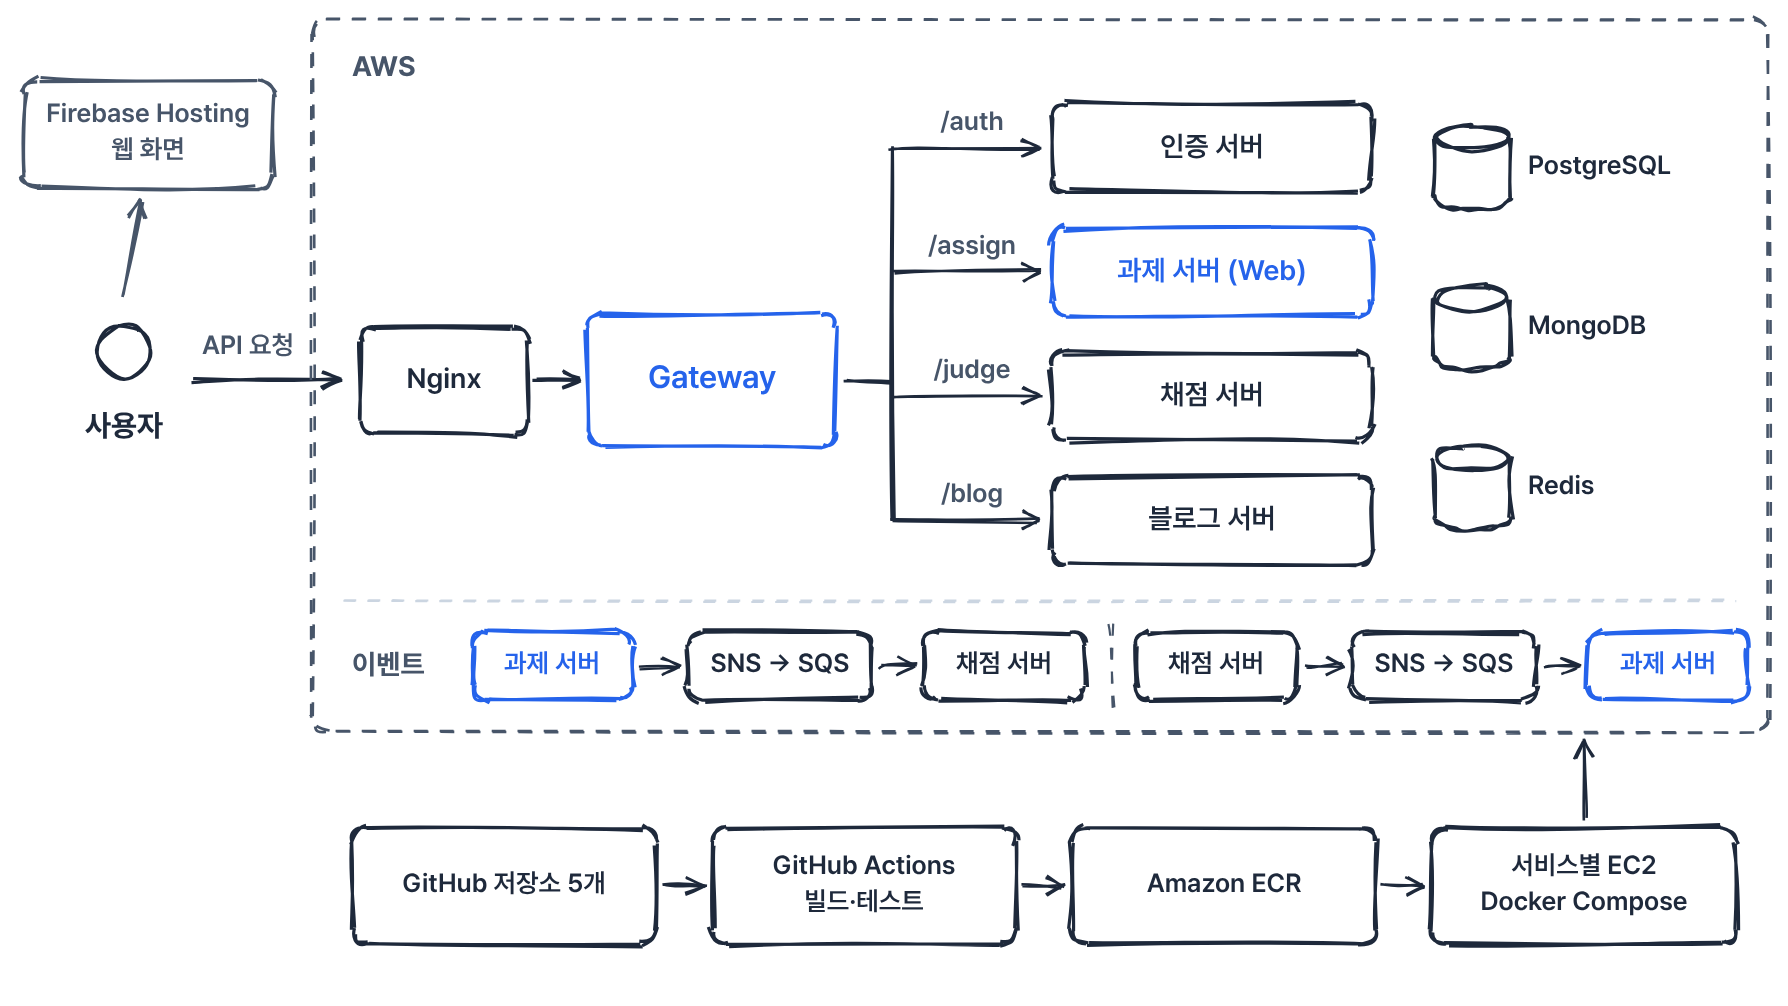 AWS
Firebase Hosting
웹 화면
사용자
API 요청
Nginx
Gateway
/auth
인증 서버
/assign
과제 서버 (Web)
/judge
채점 서버
/blog
블로그 서버
PostgreSQL
MongoDB
Redis
이벤트
과제 서버
SNS → SQS
채점 서버
채점 서버
SNS → SQS
과제 서버
GitHub 저장소 5개
GitHub Actions
빌드·테스트
Amazon ECR
서비스별 EC2
Docker Compose